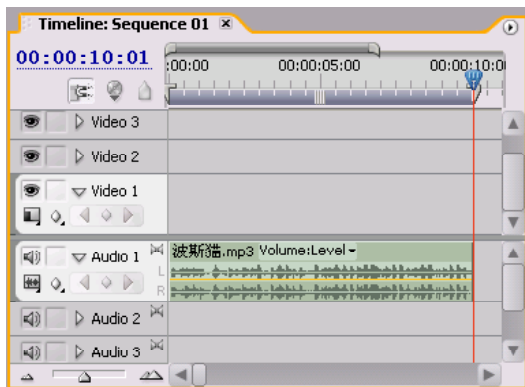 Timeline: Sequence 01
00:00:10:01
:00:00 00:00:05:00 00:00:10:0
Video 3
Video 2
Video 1
Audio 1 波斯猫.mp3 Volume:Level
L
R
Audio 2
Audio 3